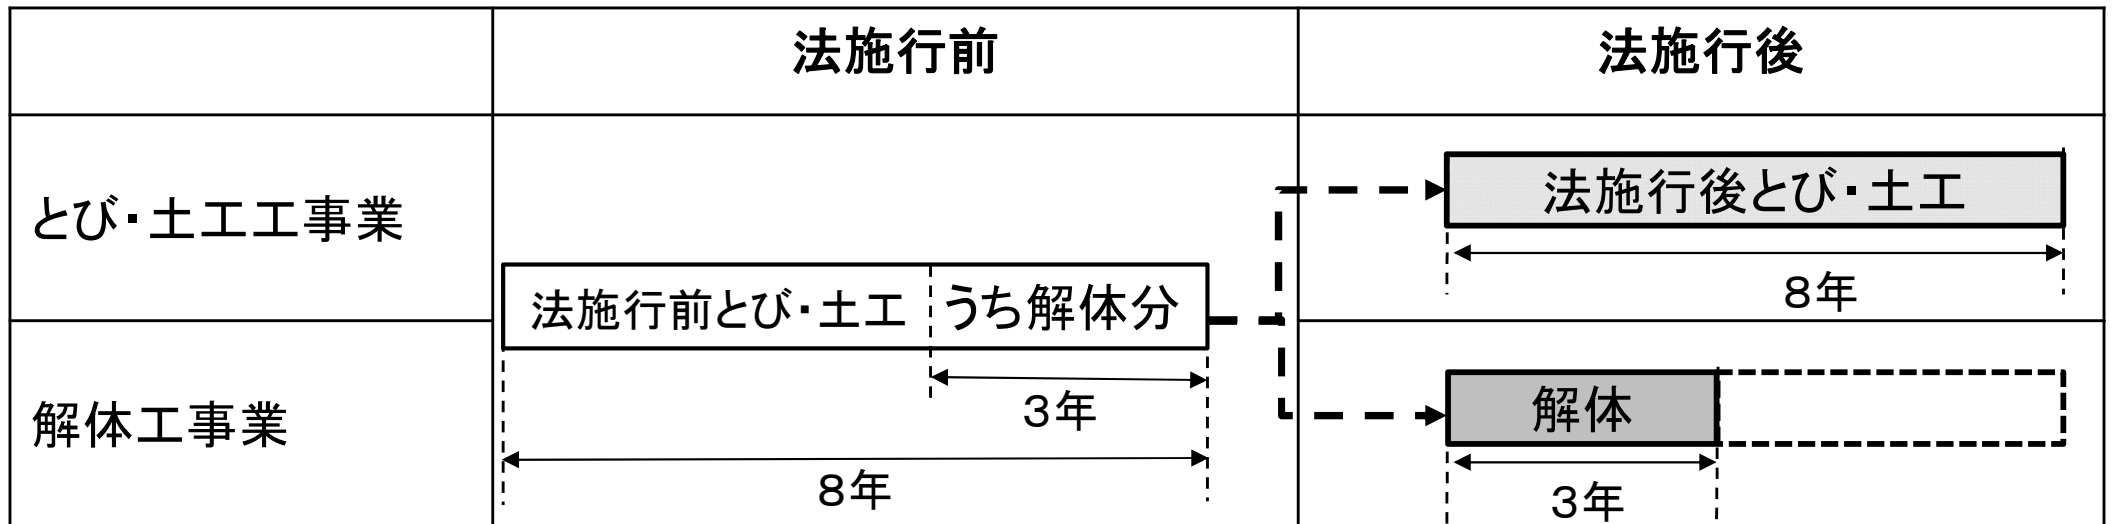 法施行前
法施行後
とび・土工工事業
法施行後とび・土工
8年
法施行前とび・土工
うち解体分
3年
8年
解体工事業
解体
3年